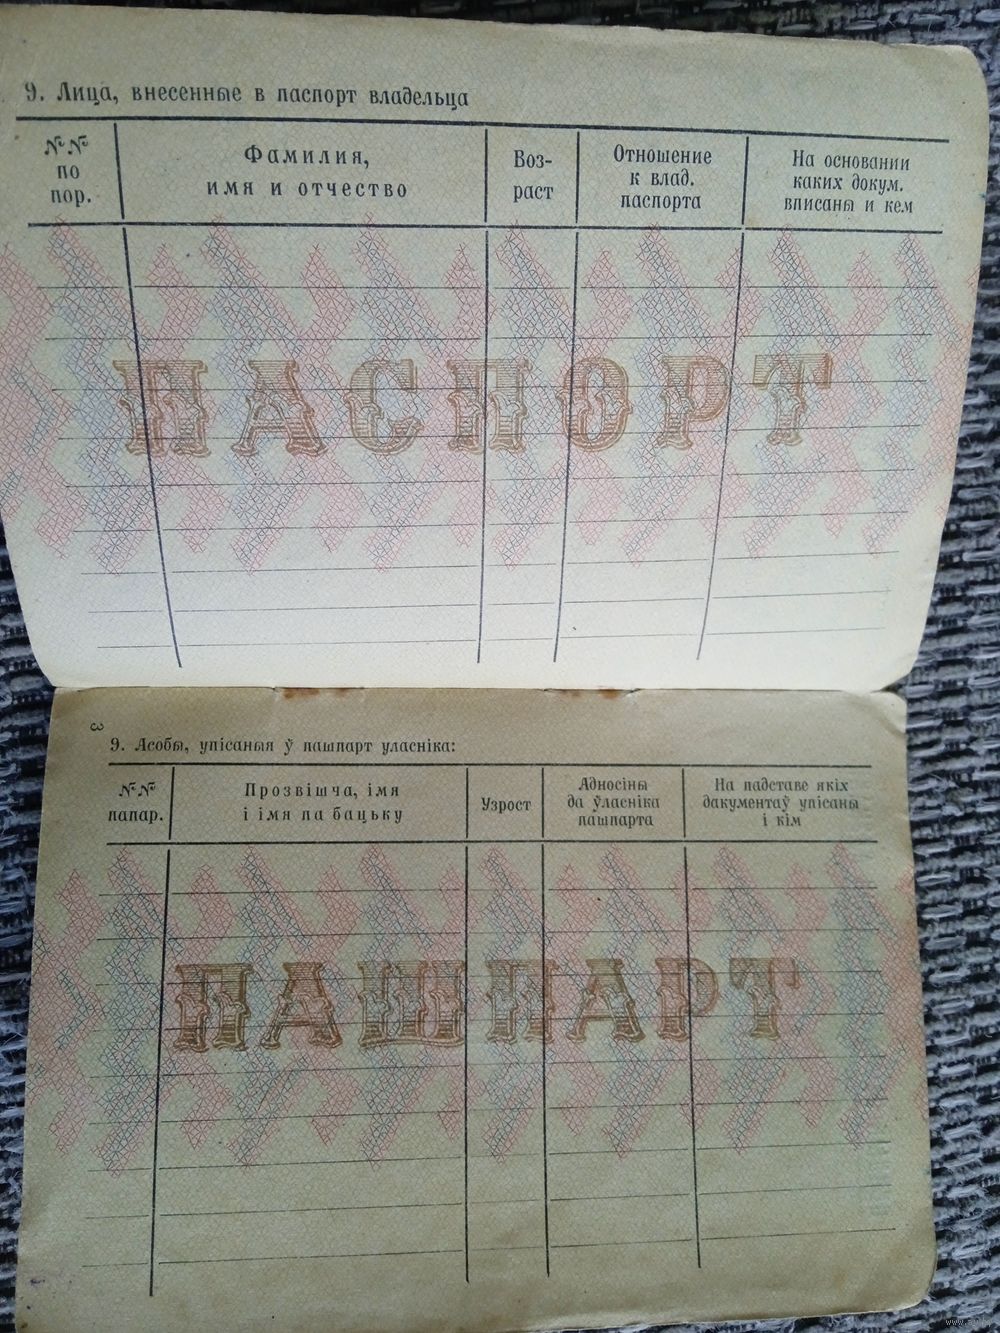 9. Лица, внесенные в паспорт владельца
№№
по
пор.
Фамилия,
имя и отчество
Воз-
раст
Отношение
к влад.
паспорта
На основании
каких докум.
вписаны и кем
ПАСПОРТ
3
9. Асобы, упісаныя ў пашпарт уласніка:
№№
папар.
Прозвішча, імя
і імя па бацьку
Узрост
Адносіны
да ўласніка
пашпарта
На падставе якіх
дакументаў упісаны
і кім
ПАШПАРТ